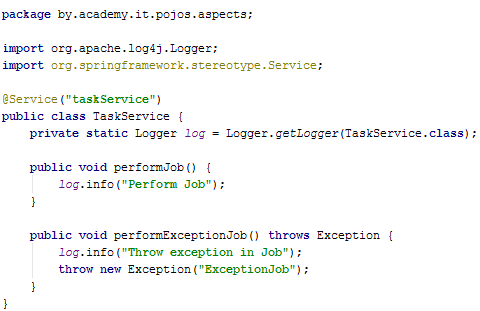 package by.academy.it.pojos.aspects;
import org.apache.log4j.Logger;
import org.springframework.stereotype.Service;
@Service("taskService")
public class TaskService {
private static Logger log = Logger.getLogger(TaskService.class);
public void performJob() {
log.info("Perform Job");
}
public void performExceptionJob() throws Exception {
log.info("Throw exception in Job");
throw new Exception("ExceptionJob");
}
}